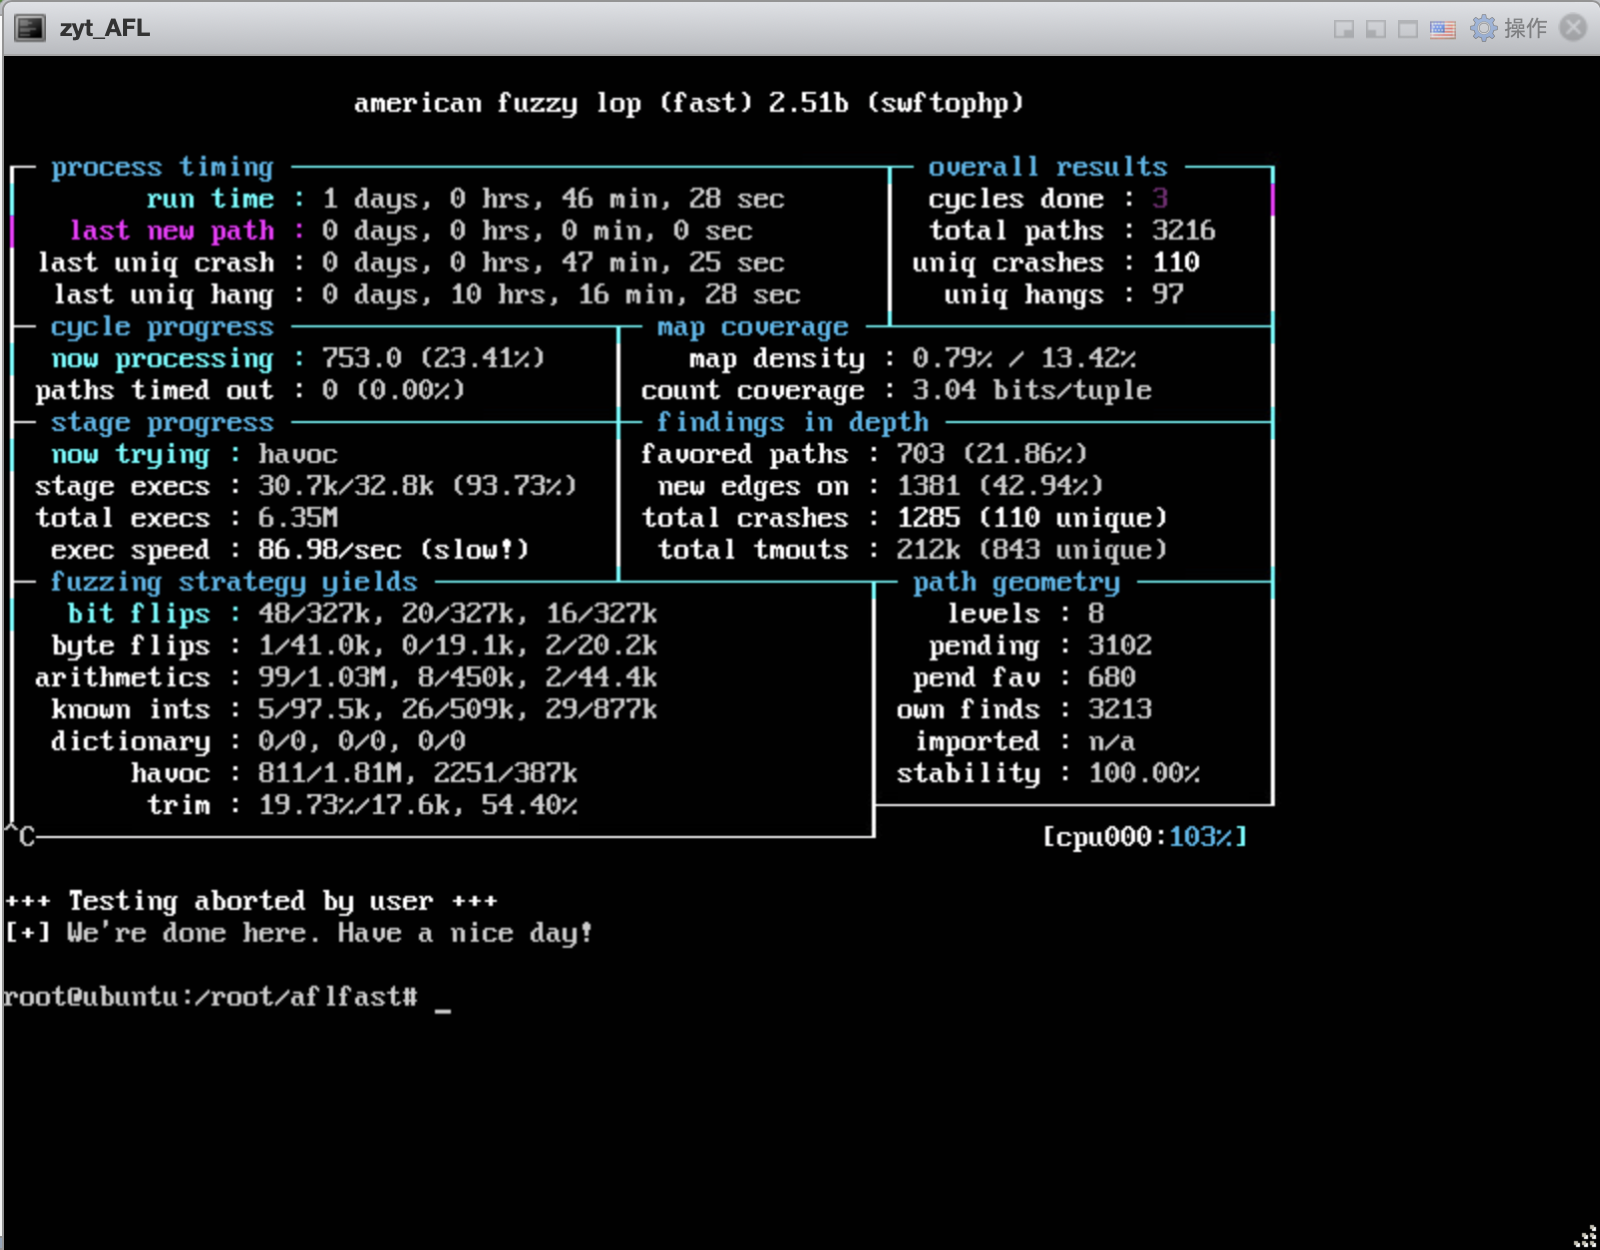 zyt_AFL 操作
american fuzzy lop (fast) 2.51b (swftophp)
process timing overall results
run time : 1 days, 0 hrs, 46 min, 28 sec cycles done : 3
last new path : 0 days, 0 hrs, 0 min, 0 sec total paths : 3216
last uniq crash : 0 days, 0 hrs, 47 min, 25 sec uniq crashes : 110
last uniq hang : 0 days, 10 hrs, 16 min, 28 sec uniq hangs : 97
cycle progress map coverage
now processing : 753.0 (23.41%) map density : 0.79% / 13.42%
paths timed out : 0 (0.00%) count coverage : 3.04 bits/tuple
stage progress findings in depth
now trying : havoc favored paths : 703 (21.86%)
stage execs : 30.7k/32.8k (93.73%) new edges on : 1381 (42.94%)
total execs : 6.35M total crashes : 1285 (110 unique)
exec speed : 86.98/sec (slow!) total tmouts : 212k (843 unique)
fuzzing strategy yields path geometry
bit flips : 48/327k, 20/327k, 16/327k levels : 8
byte flips : 1/41.0k, 0/19.1k, 2/20.2k pending : 3102
arithmetics : 99/1.03M, 8/450k, 2/44.4k pend fav : 680
known ints : 5/97.5k, 26/509k, 29/877k own finds : 3213
dictionary : 0/0, 0/0, 0/0 imported : n/a
havoc : 811/1.81M, 2251/387k stability : 100.00%
trim : 19.73%/17.6k, 54.40%
^C [cpu000:103%]
+++ Testing aborted by user +++
[+] We're done here. Have a nice day!
root@ubuntu:/root/aflfast# _